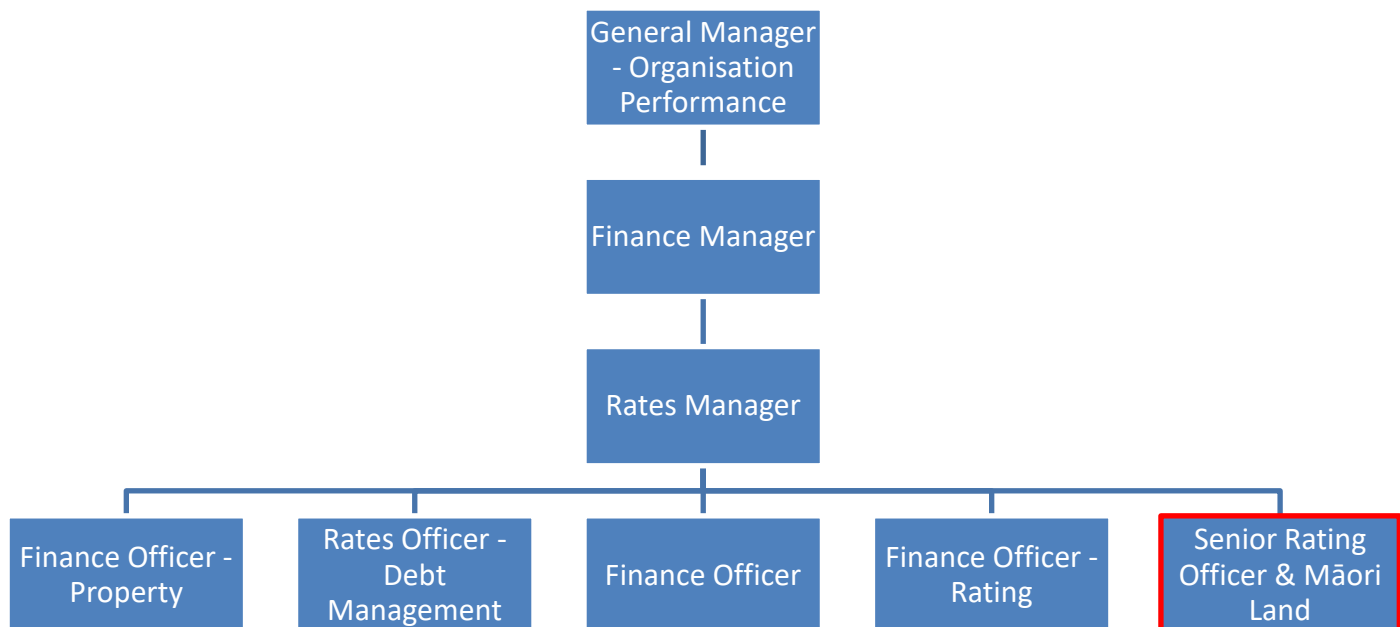 General Manager
- Organisation
Performance
Finance Manager
Rates Manager
Finance Officer -
Property
Rates Officer -
Debt
Management
Finance Officer
Finance Officer -
Rating
Senior Rating
Officer & Māori
Land